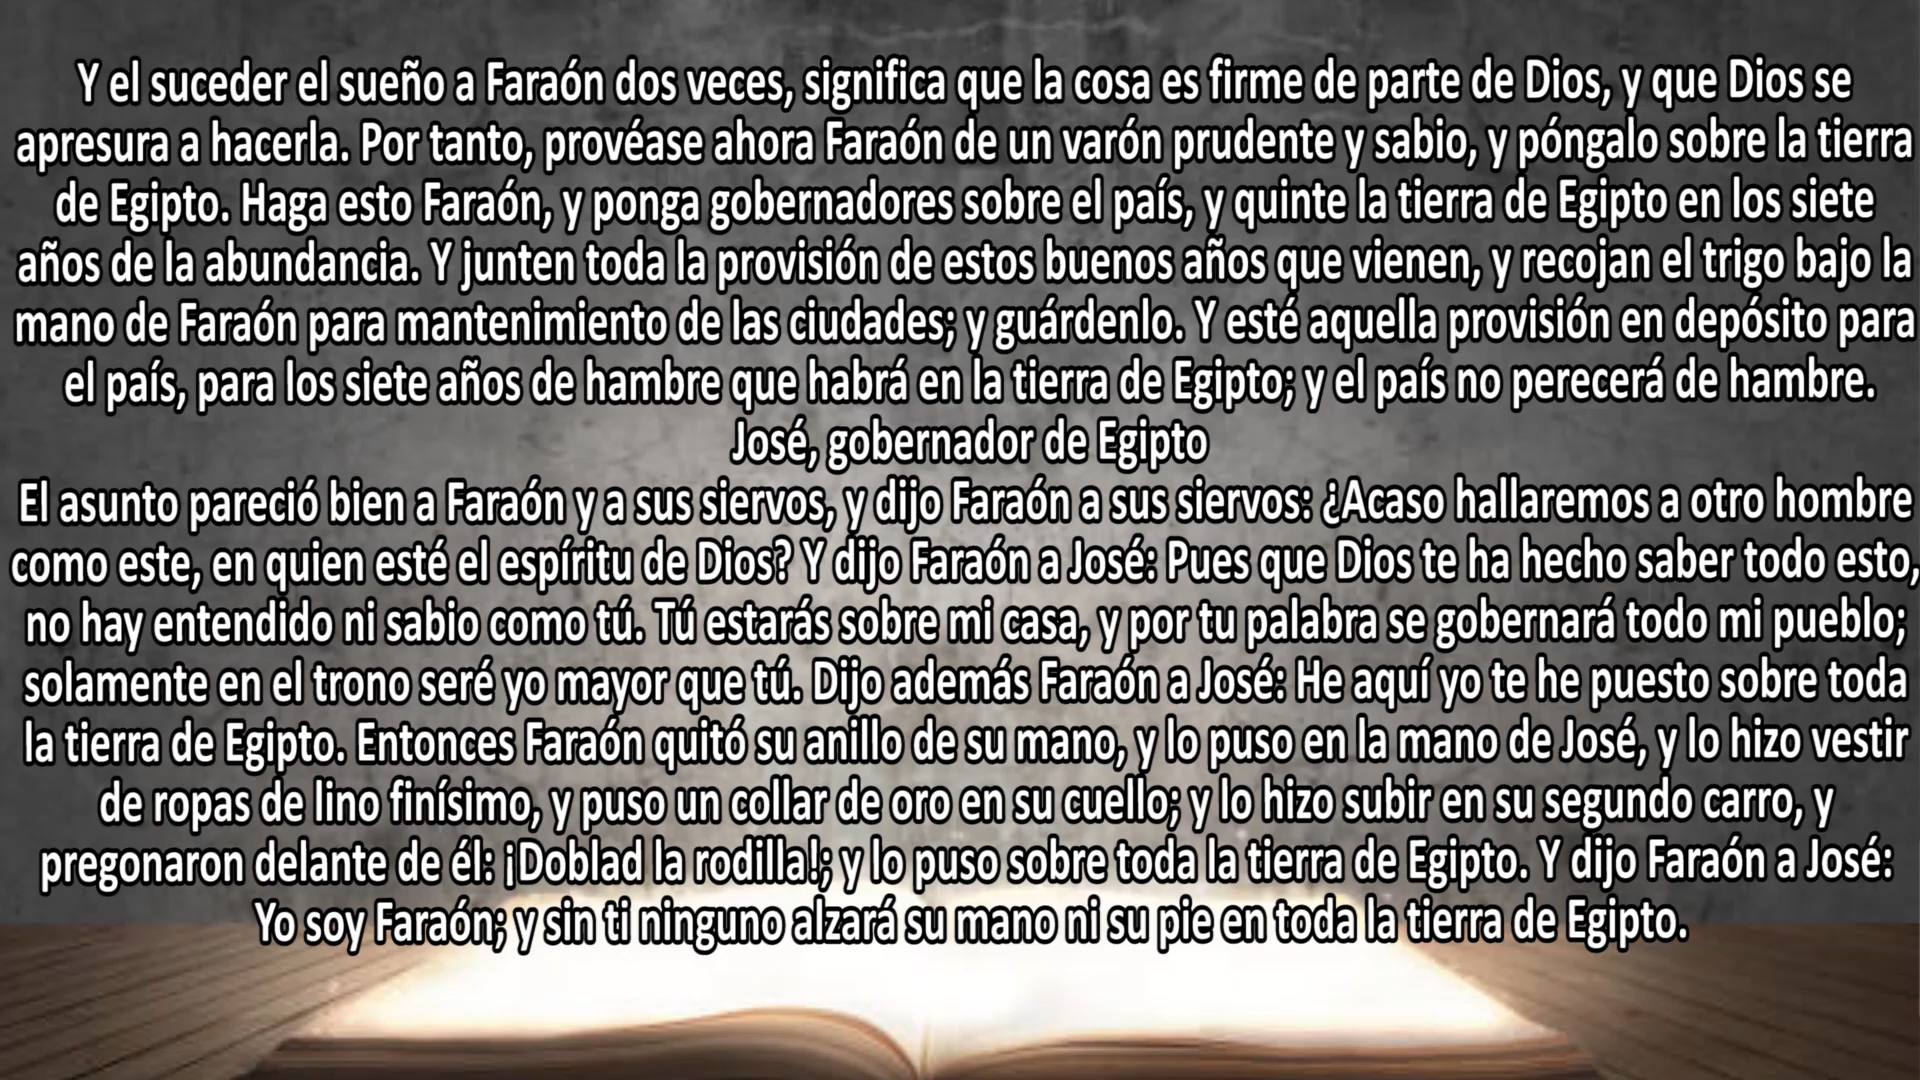 Y el suceder el sueño a Faraón dos veces, significa que la cosa es firme de parte de Dios, y que Dios se
apresura a hacerla. Por tanto, provéase ahora Faraón de un varón prudente y sabio, y póngalo sobre la tierra
de Egipto. Haga esto Faraón, y ponga gobernadores sobre el país, y quinte la tierra de Egipto en los siete
años de la abundancia. Y junten toda la provisión de estos buenos años que vienen, y recojan el trigo bajo la
mano de Faraón para mantenimiento de las ciudades; y guárdenlo. Y esté aquella provisión en depósito para
el país, para los siete años de hambre que habrá en la tierra de Egipto; y el país no perecerá de hambre.
José, gobernador de Egipto
El asunto pareció bien a Faraón y a sus siervos, y dijo Faraón a sus siervos: ¿Acaso hallaremos a otro hombre
como este, en quien esté el espíritu de Dios? Y dijo Faraón a José: Pues que Dios te ha hecho saber todo esto,
no hay entendido ni sabio como tú. Tú estarás sobre mi casa, y por tu palabra se gobernará todo mi pueblo;
solamente en el trono seré yo mayor que tú. Dijo además Faraón a José: He aquí yo te he puesto sobre toda
la tierra de Egipto. Entonces Faraón quitó su anillo de su mano, y lo puso en la mano de José, y lo hizo vestir
de ropas de lino finísimo, y puso un collar de oro en su cuello; y lo hizo subir en su segundo carro, y
pregonaron delante de él: ¡Doblad la rodilla!; y lo puso sobre toda la tierra de Egipto. Y dijo Faraón a José:
Yo soy Faraón; y sin ti ninguno alzará su mano ni su pie en toda la tierra de Egipto.